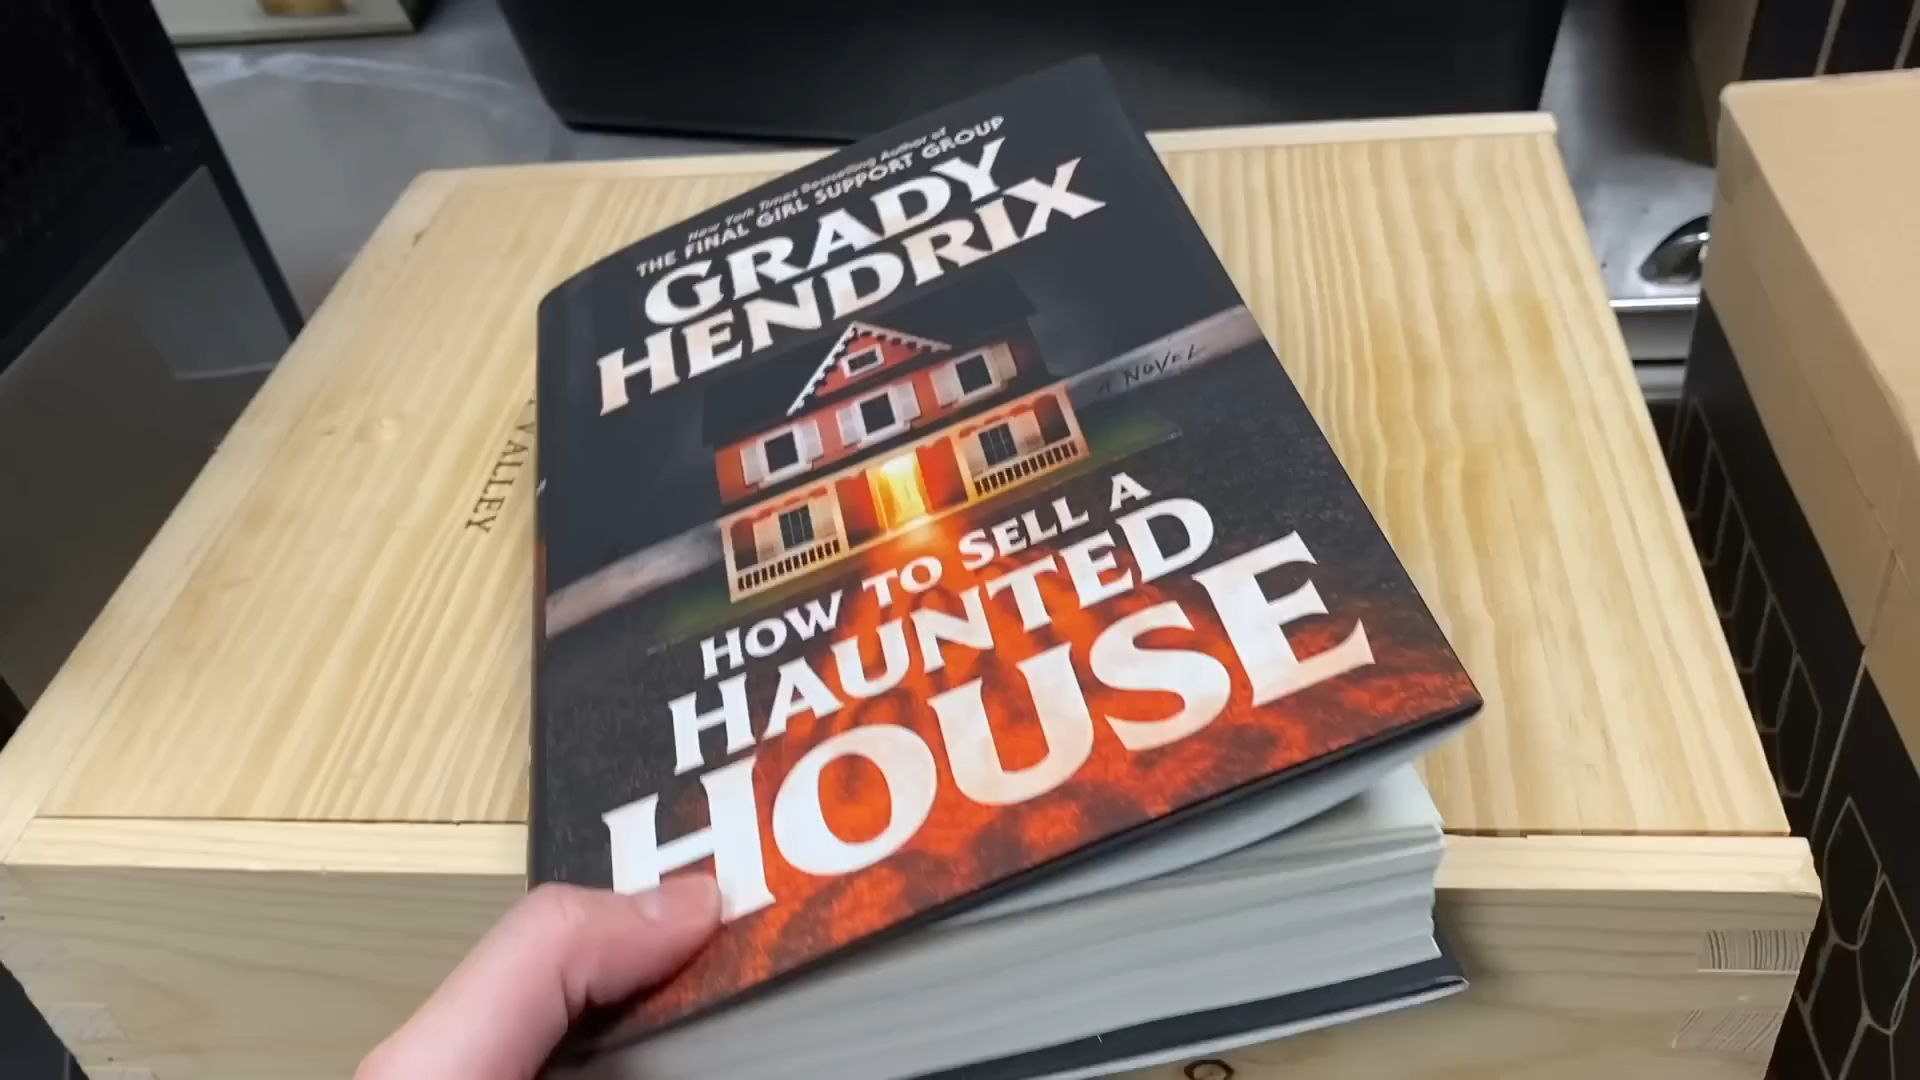 New York Times Bestselling Author of
THE FINAL GIRL SUPPORT GROUP
GRADY
HENDRIX
A NOVEL
HOW TO SELL A
HAUNTED
HOUSE
VALLEY